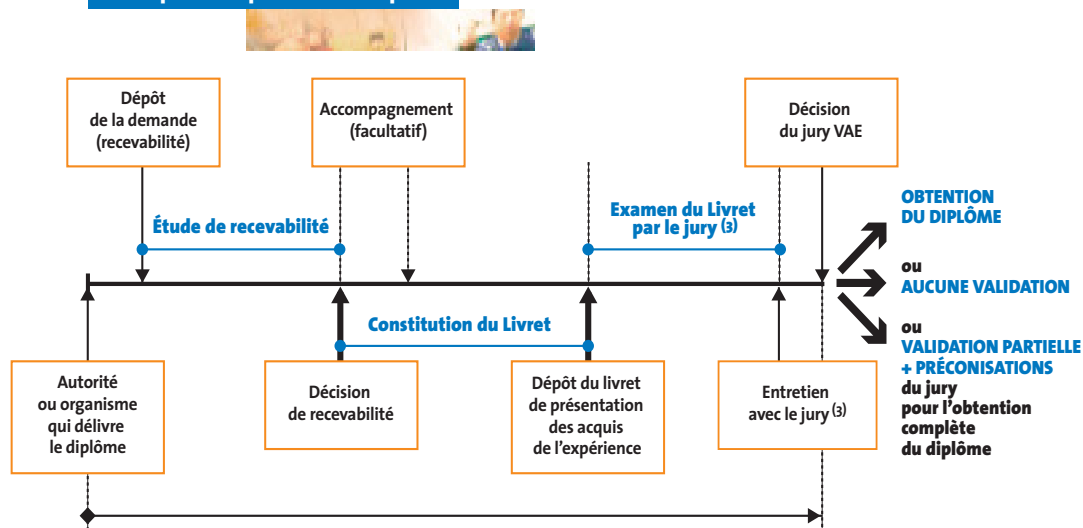 Dépôt
de la demande
(recevabilité)
Accompagnement
(facultatif)
Décision
du jury VAE
Étude de recevabilité
Examen du Livret
par le jury (3)
OBTENTION
DU DIPLÔME
ou
AUCUNE VALIDATION
ou
VALIDATION PARTIELLE
+ PRÉCONISATIONS
du jury
pour l'obtention
complète
du diplôme
Constitution du Livret
Autorité
ou organisme
qui délivre
le diplôme
Décision
de recevabilité
Dépôt du livret
de présentation
des acquis
de l'expérience
Entretien
avec le jury (3)